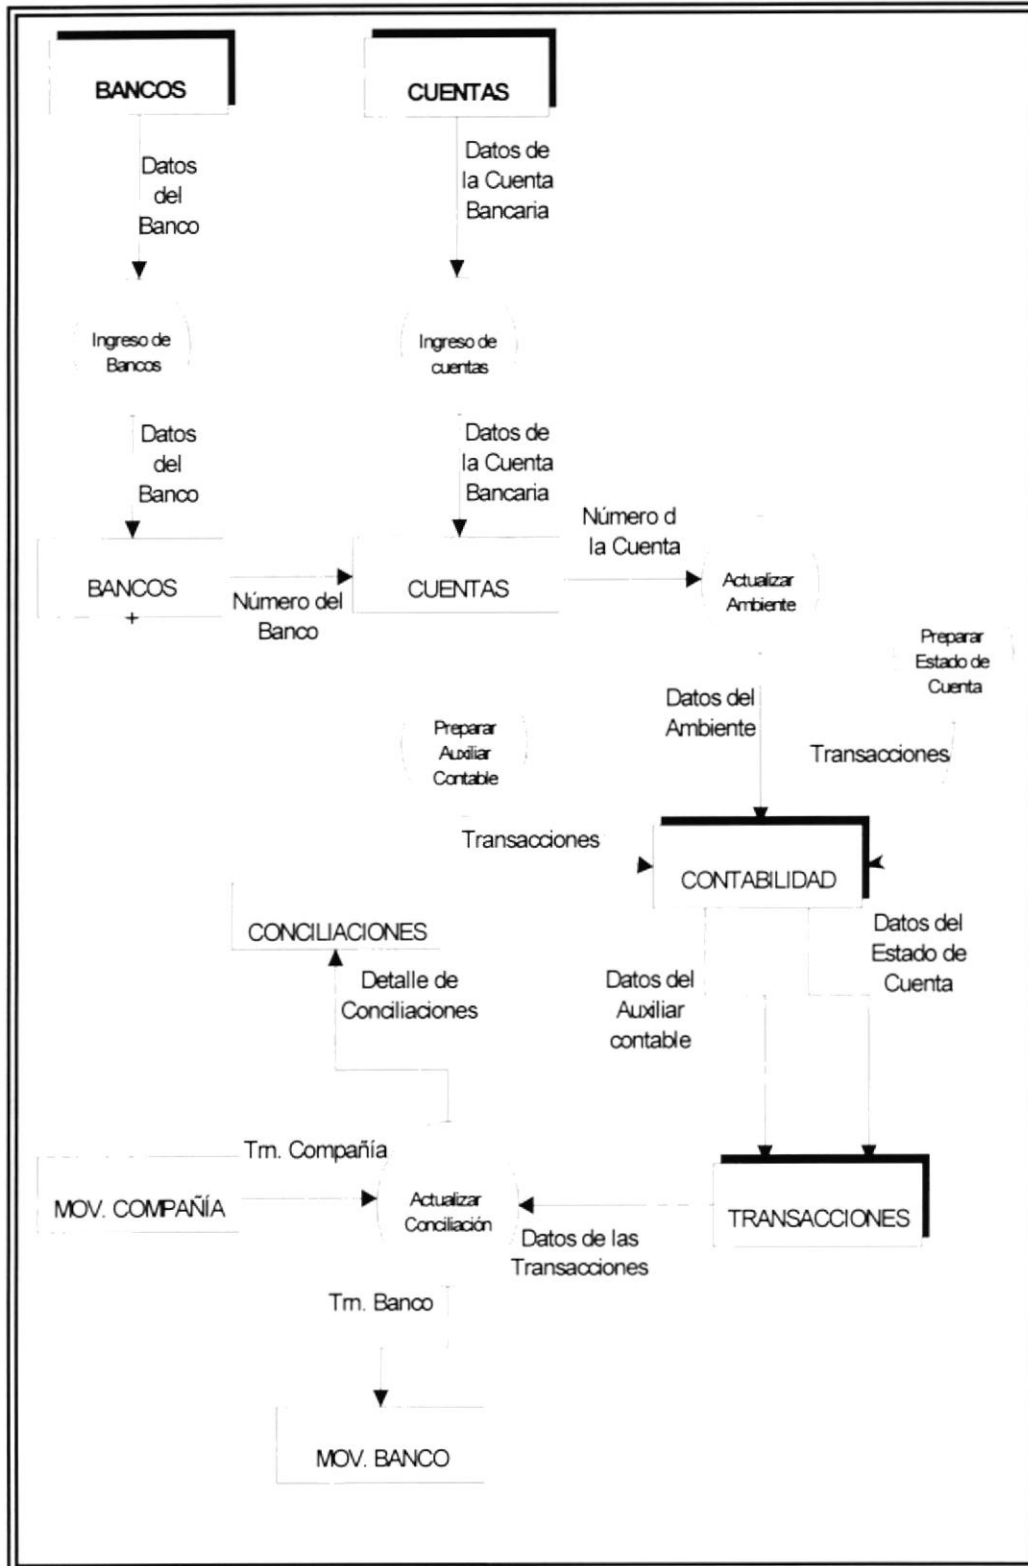 BANCOS
CUENTAS
Datos
del
Banco
Datos de
la Cuenta
Bancaria
Ingreso de
Bancos
Ingreso de
cuentas
Datos
del
Banco
Datos de
la Cuenta
Bancaria
BANCOS
+
Número del
Banco
CUENTAS
Número d
la Cuenta
Actualizar
Ambiente
Preparar
Estado de
Cuenta
Datos del
Ambiente
Transacciones
Preparar
Auxiliar
Contable
Transacciones
CONTABILIDAD
CONCILIACIONES
Detalle de
Conciliaciones
Datos del
Auxiliar
contable
Datos del
Estado de
Cuenta
Trn. Compañía
MOV. COMPAÑÍA
Actualizar
Conciliación
Datos de las
Transacciones
TRANSACCIONES
Trn. Banco
MOV. BANCO